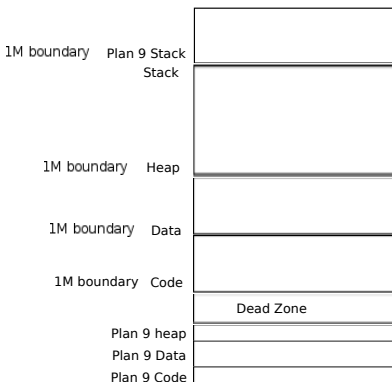 1M boundary Plan 9 Stack
Stack
1M boundary Heap
1M boundary Data
1M boundary Code
Dead Zone
Plan 9 heap
Plan 9 Data
Plan 9 Code